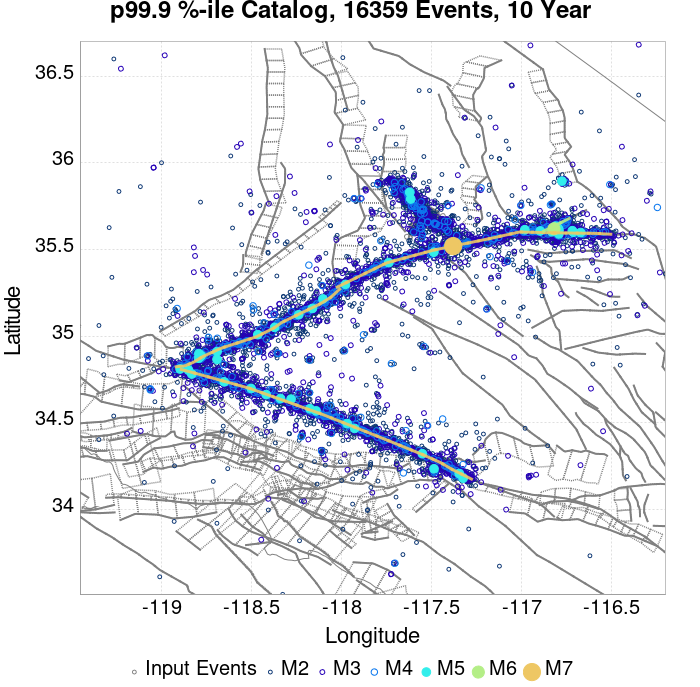 p99.9 %-ile Catalog, 16359 Events, 10 Year
36.5
36
35.5
35
34.5
34
Latitude
-119 -118.5 -118 -117.5 -117 -116.5
Longitude
Input Events M2 M3 M4 M5 M6 M7